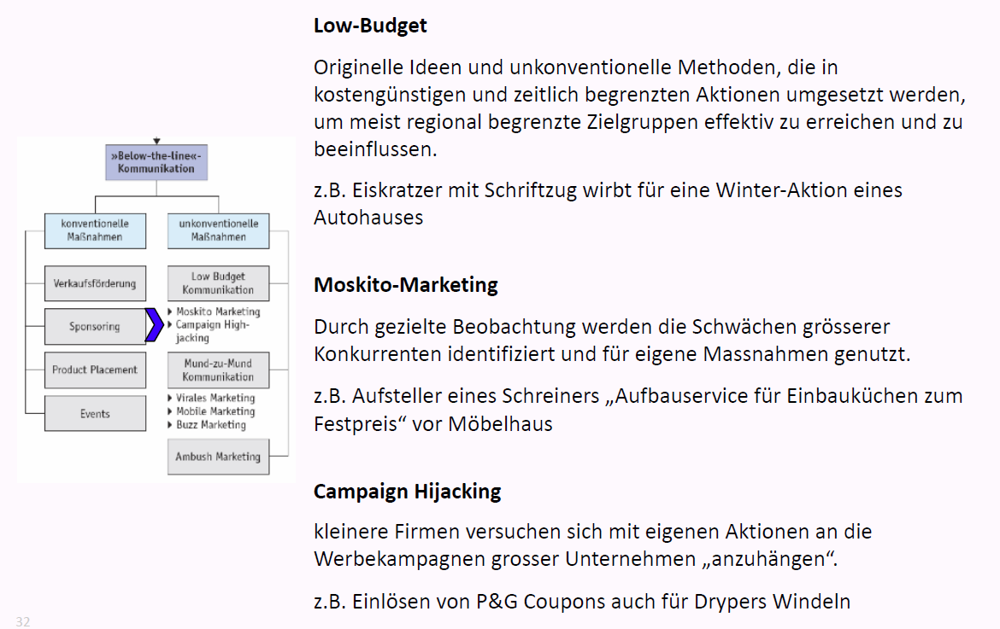 Low-Budget
Originelle Ideen und unkonventionelle Methoden, die in
kostengünstigen und zeitlich begrenzten Aktionen umgesetzt werden,
um meist regional begrenzte Zielgruppen effektiv zu erreichen und zu
beeinflussen.
z.B. Eiskratzer mit Schriftzug wirbt für eine Winter-Aktion eines
Autohauses
»Below-the-line«-
Kommunikation
konventionelle
Maßnahmen
unkonventionelle
Maßnahmen
Verkaufsförderung
Sponsoring
Product Placement
Events
Low Budget
Kommunikation
Moskito Marketing
Campaign High-
jacking
Mund-zu-Mund
Kommunikation
Virales Marketing
Mobile Marketing
Buzz Marketing
Ambush Marketing
Moskito-Marketing
Durch gezielte Beobachtung werden die Schwächen grösserer
Konkurrenten identifiziert und für eigene Massnahmen genutzt.
z.B. Aufsteller eines Schreiners „Aufbauservice für Einbauküchen zum
Festpreis“ vor Möbelhaus
Campaign Hijacking
kleinere Firmen versuchen sich mit eigenen Aktionen an die
Werbekampagnen grosser Unternehmen „anzuhängen“.
z.B. Einlösen von P&G Coupons auch für Drypers Windeln
32